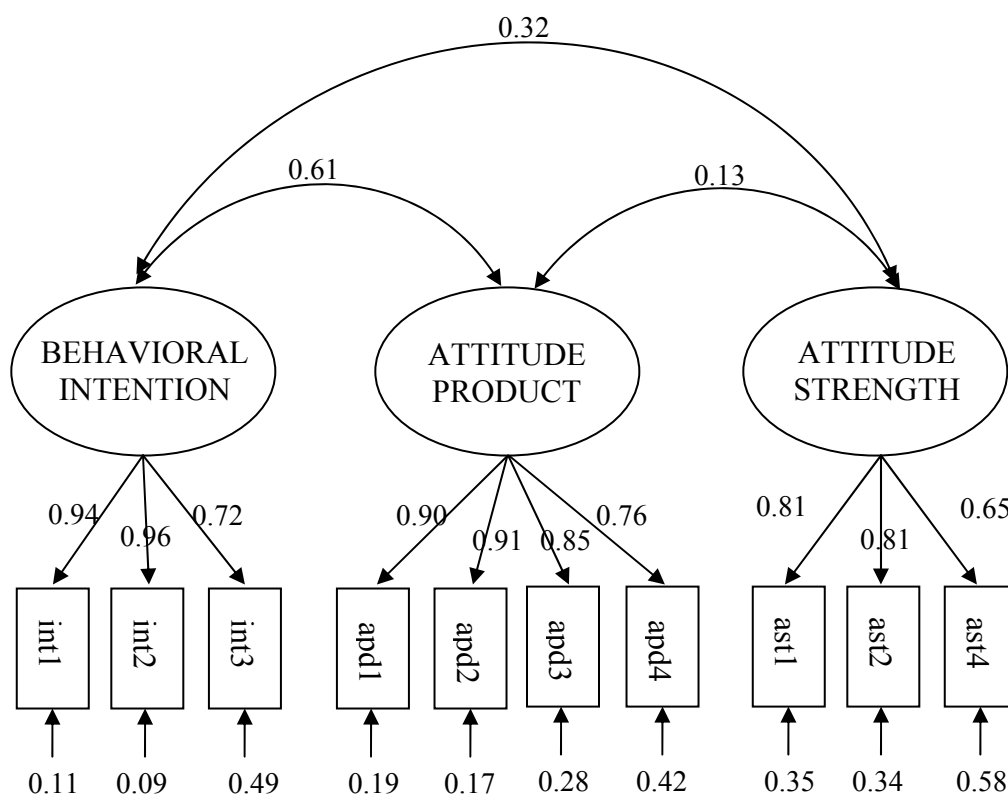 0.32
0.61
0.13
BEHAVIORAL
INTENTION
ATTITUDE
PRODUCT
ATTITUDE
STRENGTH
0.94
0.96
0.72
0.90
0.91
0.85
0.76
0.81
0.81
0.65
int1
int2
int3
apd1
apd2
apd3
apd4
ast1
ast2
ast4
0.11
0.09
0.49
0.19
0.17
0.28
0.42
0.35
0.34
0.58